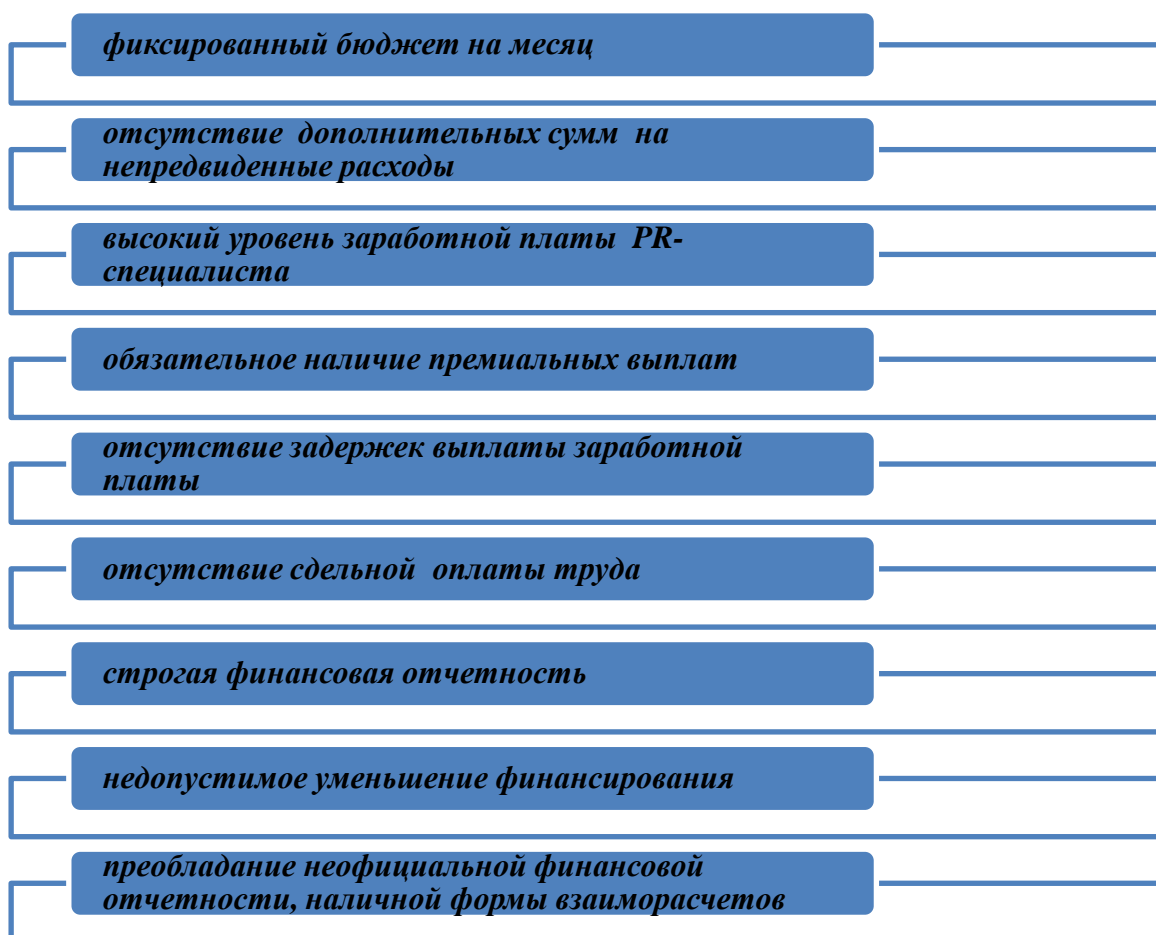 фиксированный бюджет на месяц
отсутствие дополнительных сумм на
непредвиденные расходы
высокий уровень заработной платы PR-
специалиста
обязательное наличие премиальных выплат
отсутствие задержек выплаты заработной
платы
отсутствие сдельной оплаты труда
строгая финансовая отчетность
недопустимое уменьшение финансирования
преобладание неофициальной финансовой
отчетности, наличной формы взаиморасчетов